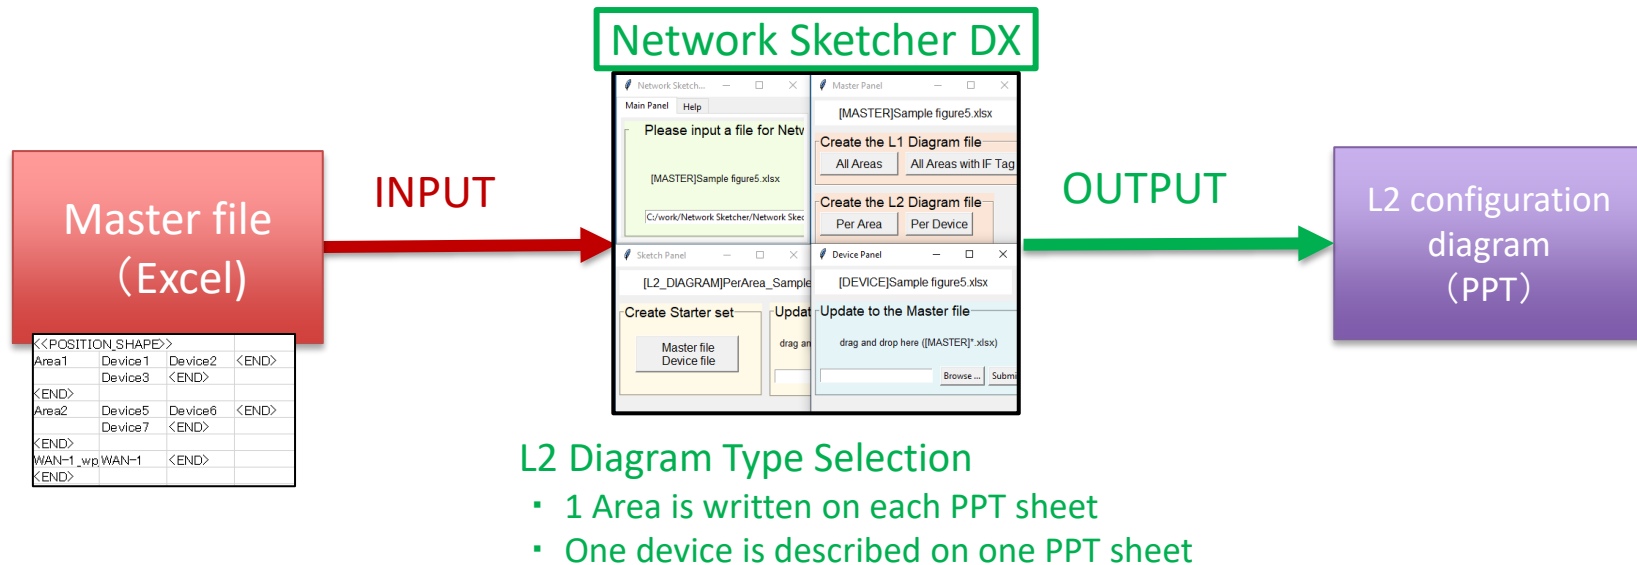 Network Sketcher DX
Network Sketch...
Main Panel Help
Please input a file for Netw
[MASTER]Sample figure5.xlsx
C:/work/Network Sketcher/Network Skec
Master Panel
[MASTER]Sample figure5.xlsx
Create the L1 Diagram file
All Areas All Areas with IF Tag
Create the L2 Diagram file
Per Area Per Device
Sketch Panel
[L2_DIAGRAM]PerArea_Sample
Create Starter set
Master file
Device file
Updat
drag an
Device Panel
[DEVICE]Sample figure5.xlsx
Update to the Master file
drag and drop here ([MASTER]*.xlsx)
Browse ... Submi
Master file
（Excel)
INPUT
OUTPUT
L2 configuration
diagram
（PPT）
<<POSITION_SHAPE>>
Area1 Device1 Device2 <END>
Device3 <END>
<END>
Area2 Device5 Device6 <END>
Device7 <END>
<END>
WAN-1_wp WAN-1 <END>
<END>
L2 Diagram Type Selection
・ 1 Area is written on each PPT sheet
・ One device is described on one PPT sheet